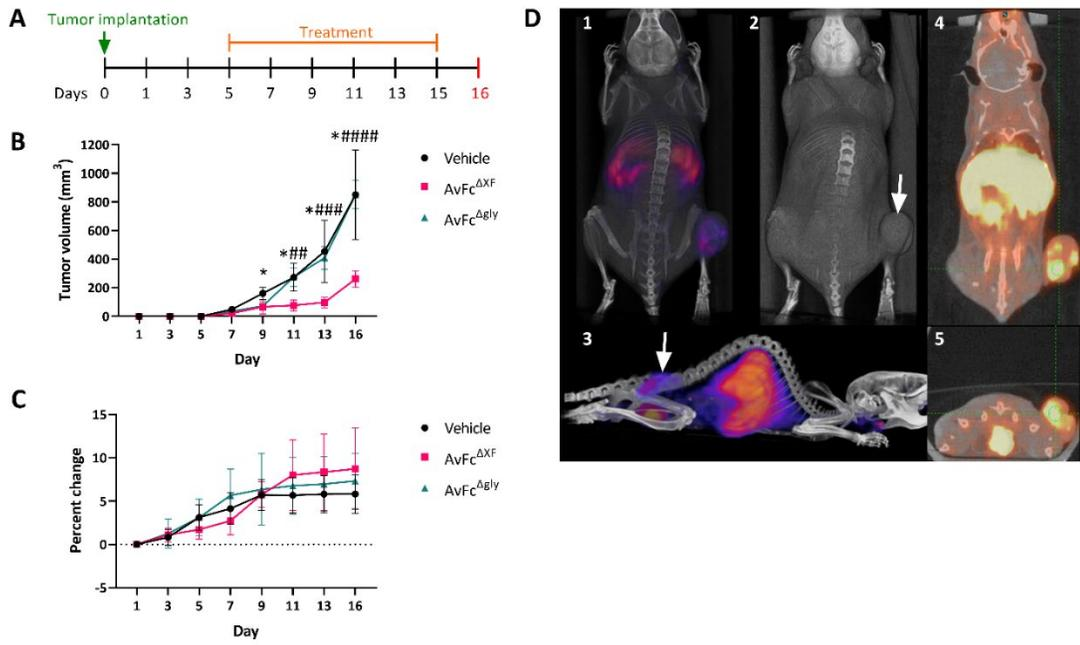 A
Tumor implantation
Treatment
Days 0 1 3 5 7 9 11 13 15 16
B
*####
*###
*##
*
1200
1000
800
600
400
200
0
Tumor volume (mm³)
1 3 5 7 9 11 13 16
Day
Vehicle
AvFcΔXF
AvFcΔgly
C
15
10
5
0
-5
Percent change
1 3 5 7 9 11 13 16
Day
Vehicle
AvFcΔXF
AvFcΔgly
D
1
2
4
3
5